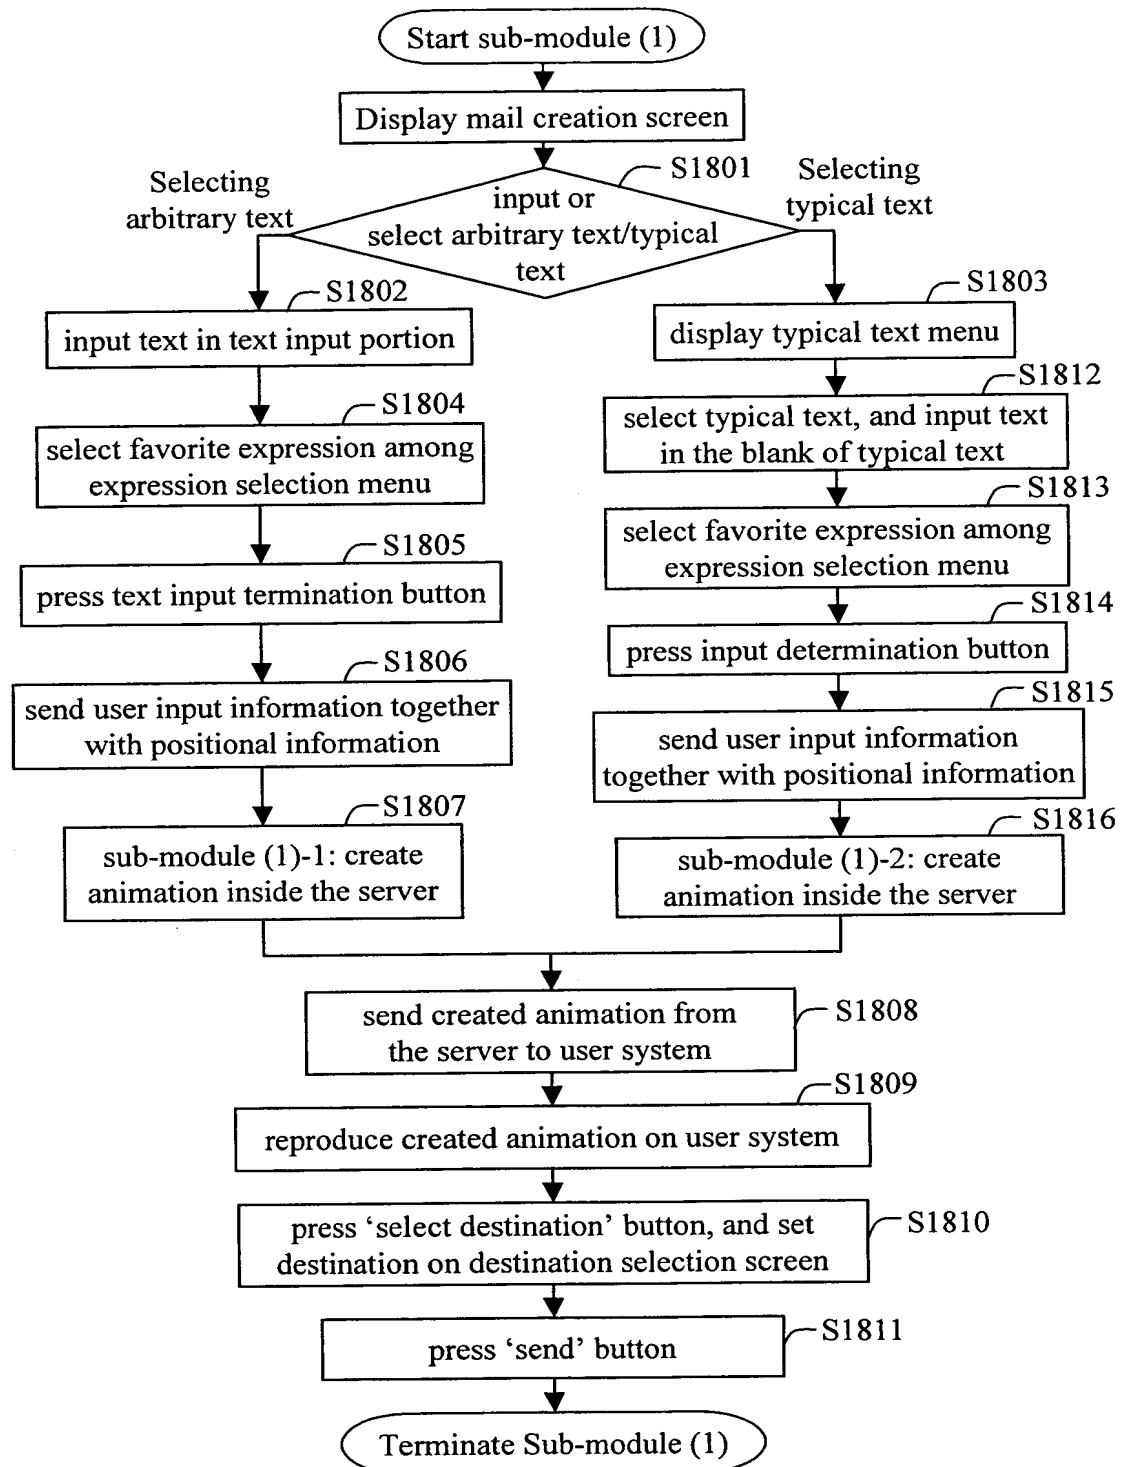 Start sub-module (1)
Display mail creation screen
S1801
Selecting
arbitrary text
input or
select arbitrary text/typical
text
Selecting
typical text
S1802
input text in text input portion
S1804
select favorite expression among
expression selection menu
S1805
press text input termination button
S1806
send user input information together
with positional information
S1807
sub-module (1)-1: create
animation inside the server
S1803
display typical text menu
S1812
select typical text, and input text
in the blank of typical text
S1813
select favorite expression among
expression selection menu
S1814
press input determination button
S1815
send user input information
together with positional information
S1816
sub-module (1)-2: create
animation inside the server
send created animation from
the server to user system
S1808
S1809
reproduce created animation on user system
press ‘select destination’ button, and set
destination on destination selection screen
S1810
press ‘send’ button
S1811
Terminate Sub-module (1)